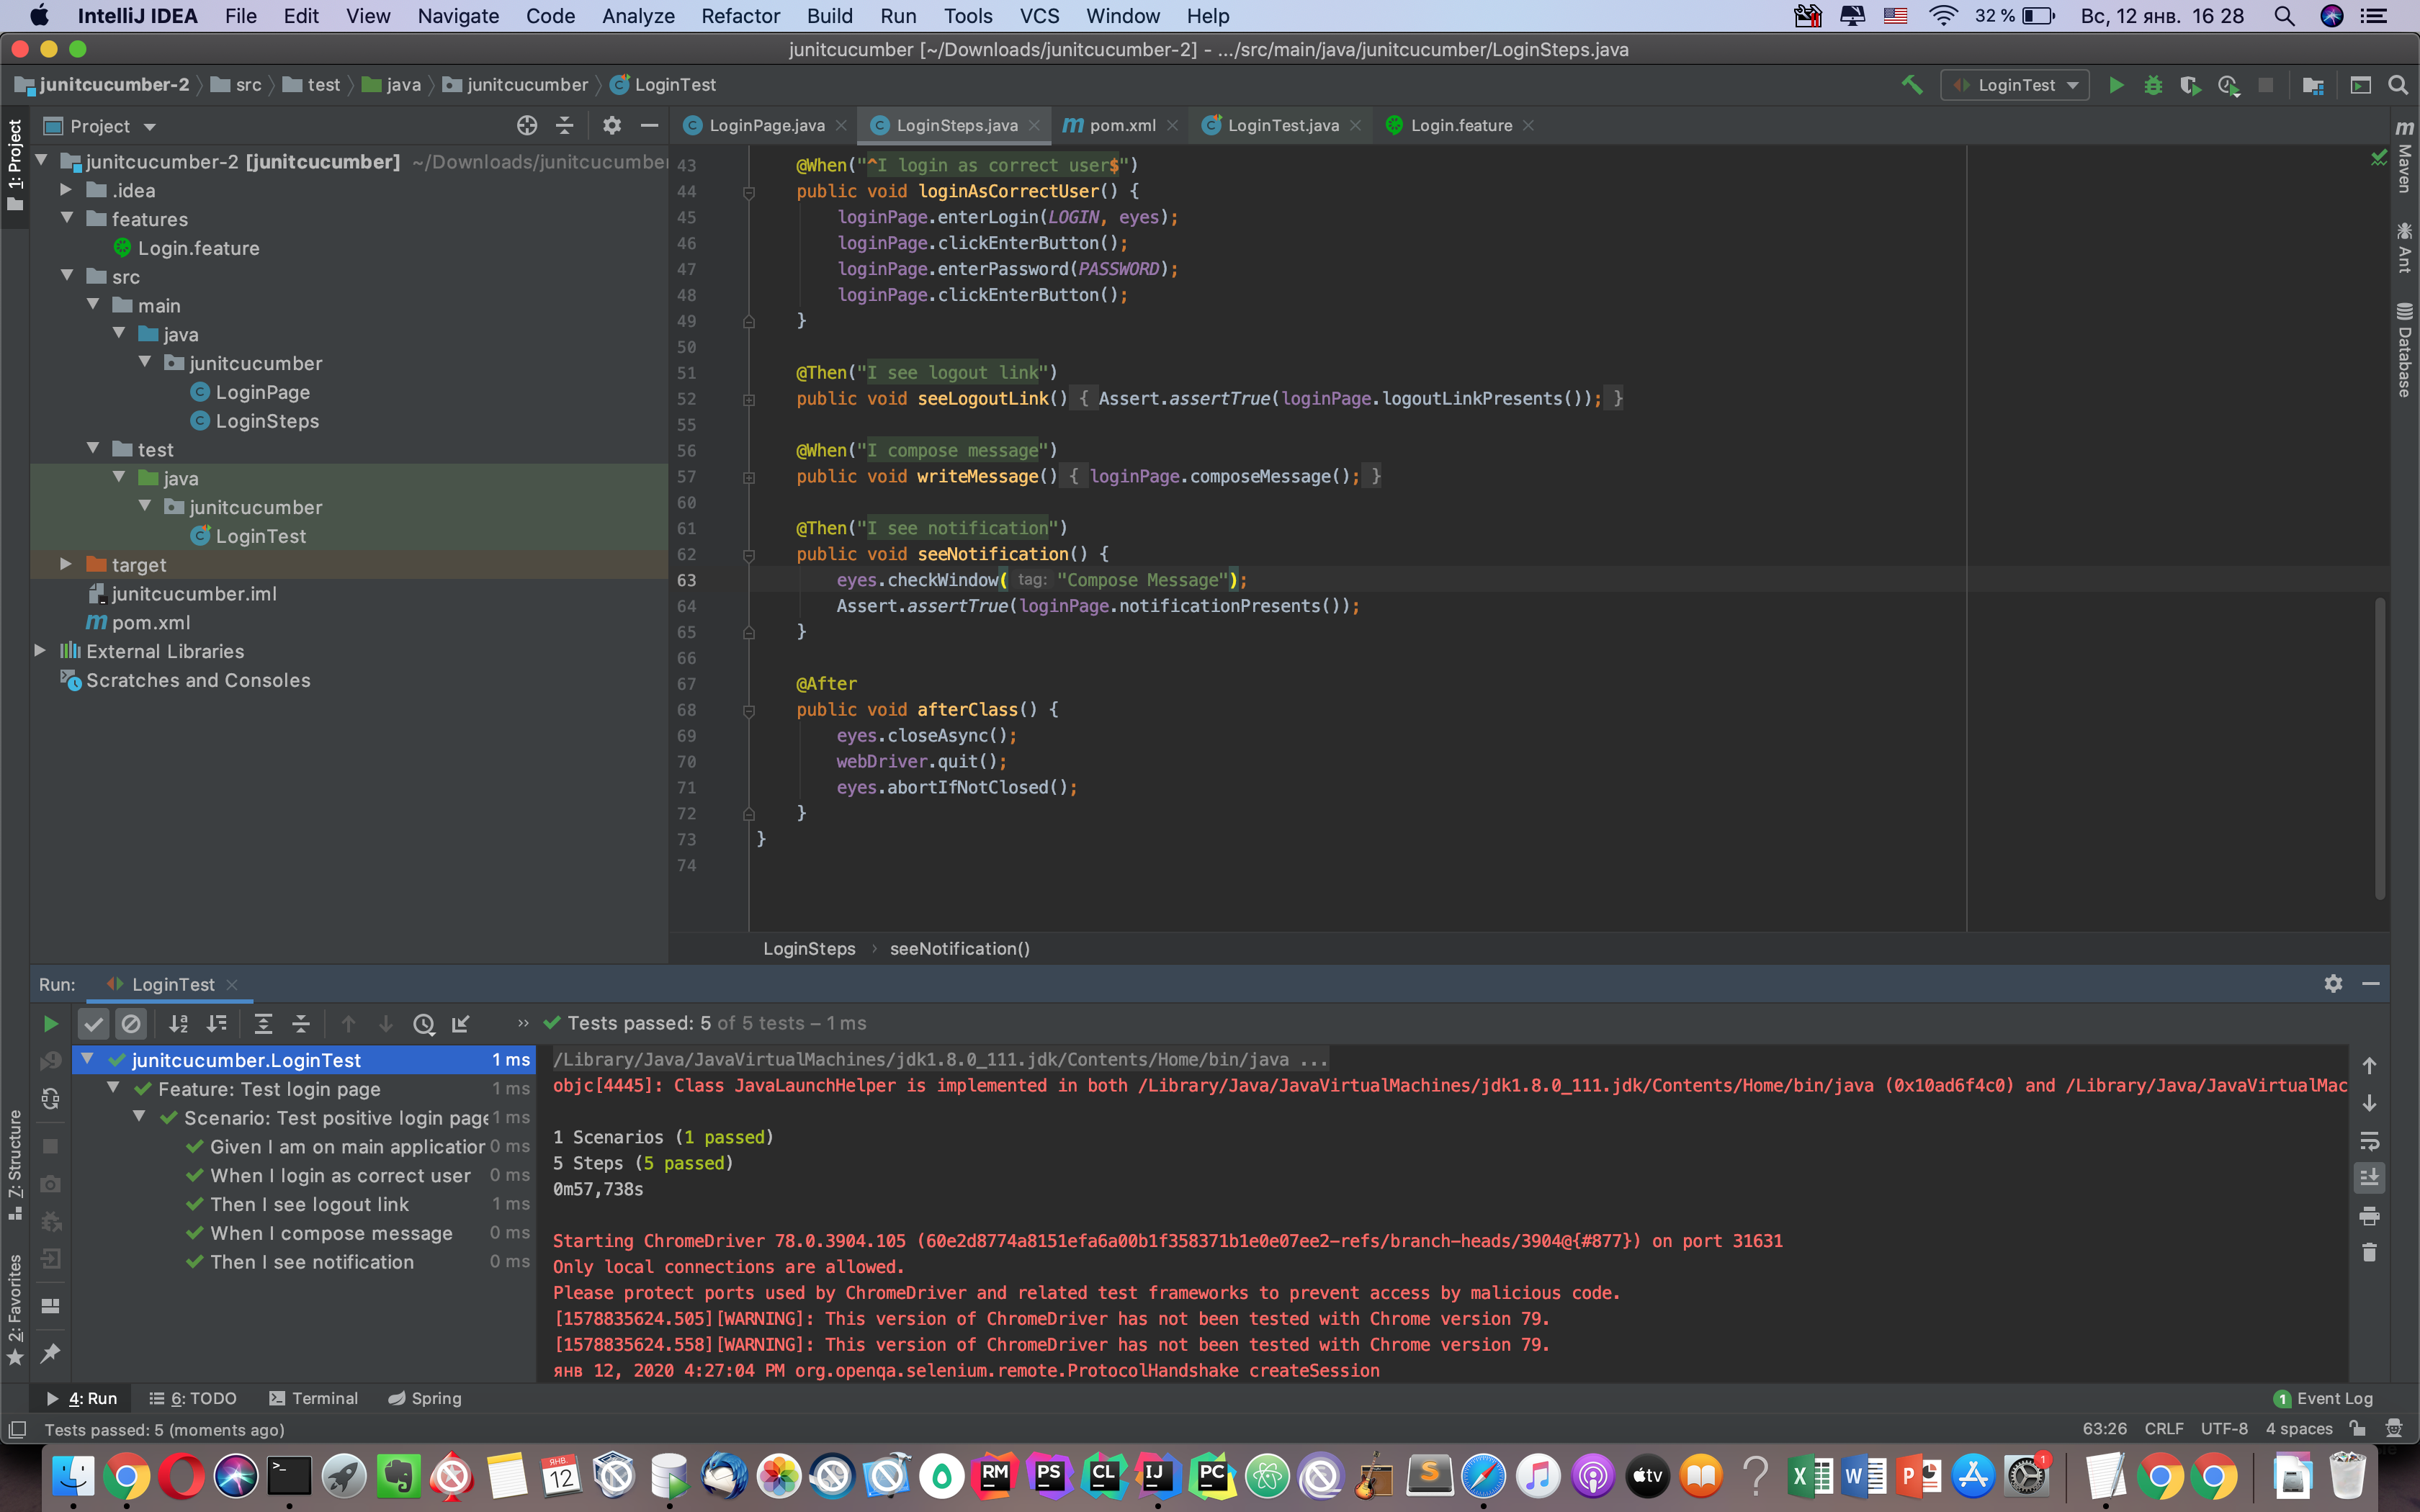 IntelliJ IDEA File Edit View Navigate Code Analyze Refactor Build Run Tools VCS Window Help 32 % Вс, 12 янв. 16 28
junitcucumber [~/Downloads/junitcucumber-2] - .../src/main/java/junitcucumber/LoginSteps.java
junitcucumber-2 src test java junitcucumber LoginTest LoginTest
1: Project
Project
junitcucumber-2 [junitcucumber] ~/Downloads/junitcucumber
.idea
features
Login.feature
src
main
java
junitcucumber
LoginPage
LoginSteps
test
java
junitcucumber
LoginTest
target
junitcucumber.iml
pom.xml
External Libraries
Scratches and Consoles
LoginPage.java LoginSteps.java pom.xml LoginTest.java Login.feature
43 @When("^I login as correct user$")
44 public void loginAsCorrectUser() {
45 loginPage.enterLogin(LOGIN, eyes);
46 loginPage.clickEnterButton();
47 loginPage.enterPassword(PASSWORD);
48 loginPage.clickEnterButton();
49 }
50
51 @Then("I see logout link")
52 public void seeLogoutLink() { Assert.assertTrue(loginPage.logoutLinkPresents()); }
55
56 @When("I compose message")
57 public void writeMessage() { loginPage.composeMessage(); }
60
61 @Then("I see notification")
62 public void seeNotification() {
63 eyes.checkWindow( tag: "Compose Message");
64 Assert.assertTrue(loginPage.notificationPresents());
65 }
66
67 @After
68 public void afterClass() {
69 eyes.closeAsync();
70 webDriver.quit();
71 eyes.abortIfNotClosed();
72 }
73 }
74
LoginSteps › seeNotification()
Maven
Ant
Database
Run: LoginTest
Tests passed: 5 of 5 tests – 1 ms
junitcucumber.LoginTest 1 ms
Feature: Test login page 1 ms
Scenario: Test positive login page 1 ms
Given I am on main application 0 ms
When I login as correct user 0 ms
Then I see logout link 1 ms
When I compose message 0 ms
Then I see notification 0 ms
/Library/Java/JavaVirtualMachines/jdk1.8.0_111.jdk/Contents/Home/bin/java ...
objc[4445]: Class JavaLaunchHelper is implemented in both /Library/Java/JavaVirtualMachines/jdk1.8.0_111.jdk/Contents/Home/bin/java (0x10ad6f4c0) and /Library/Java/JavaVirtualMac
1 Scenarios (1 passed)
5 Steps (5 passed)
0m57,738s
Starting ChromeDriver 78.0.3904.105 (60e2d8774a8151efa6a00b1f358371b1e0e07ee2-refs/branch-heads/3904@{#877}) on port 31631
Only local connections are allowed.
Please protect ports used by ChromeDriver and related test frameworks to prevent access by malicious code.
[1578835624.505][WARNING]: This version of ChromeDriver has not been tested with Chrome version 79.
[1578835624.558][WARNING]: This version of ChromeDriver has not been tested with Chrome version 79.
янв 12, 2020 4:27:04 PM org.openqa.selenium.remote.ProtocolHandshake createSession
Z: Structure
2: Favorites
4: Run 6: TODO Terminal Spring 1 Event Log
Tests passed: 5 (moments ago) 63:26 CRLF UTF-8 4 spaces
ЯНВ. 12 RM PS CL IJ PC S tv X W P 1